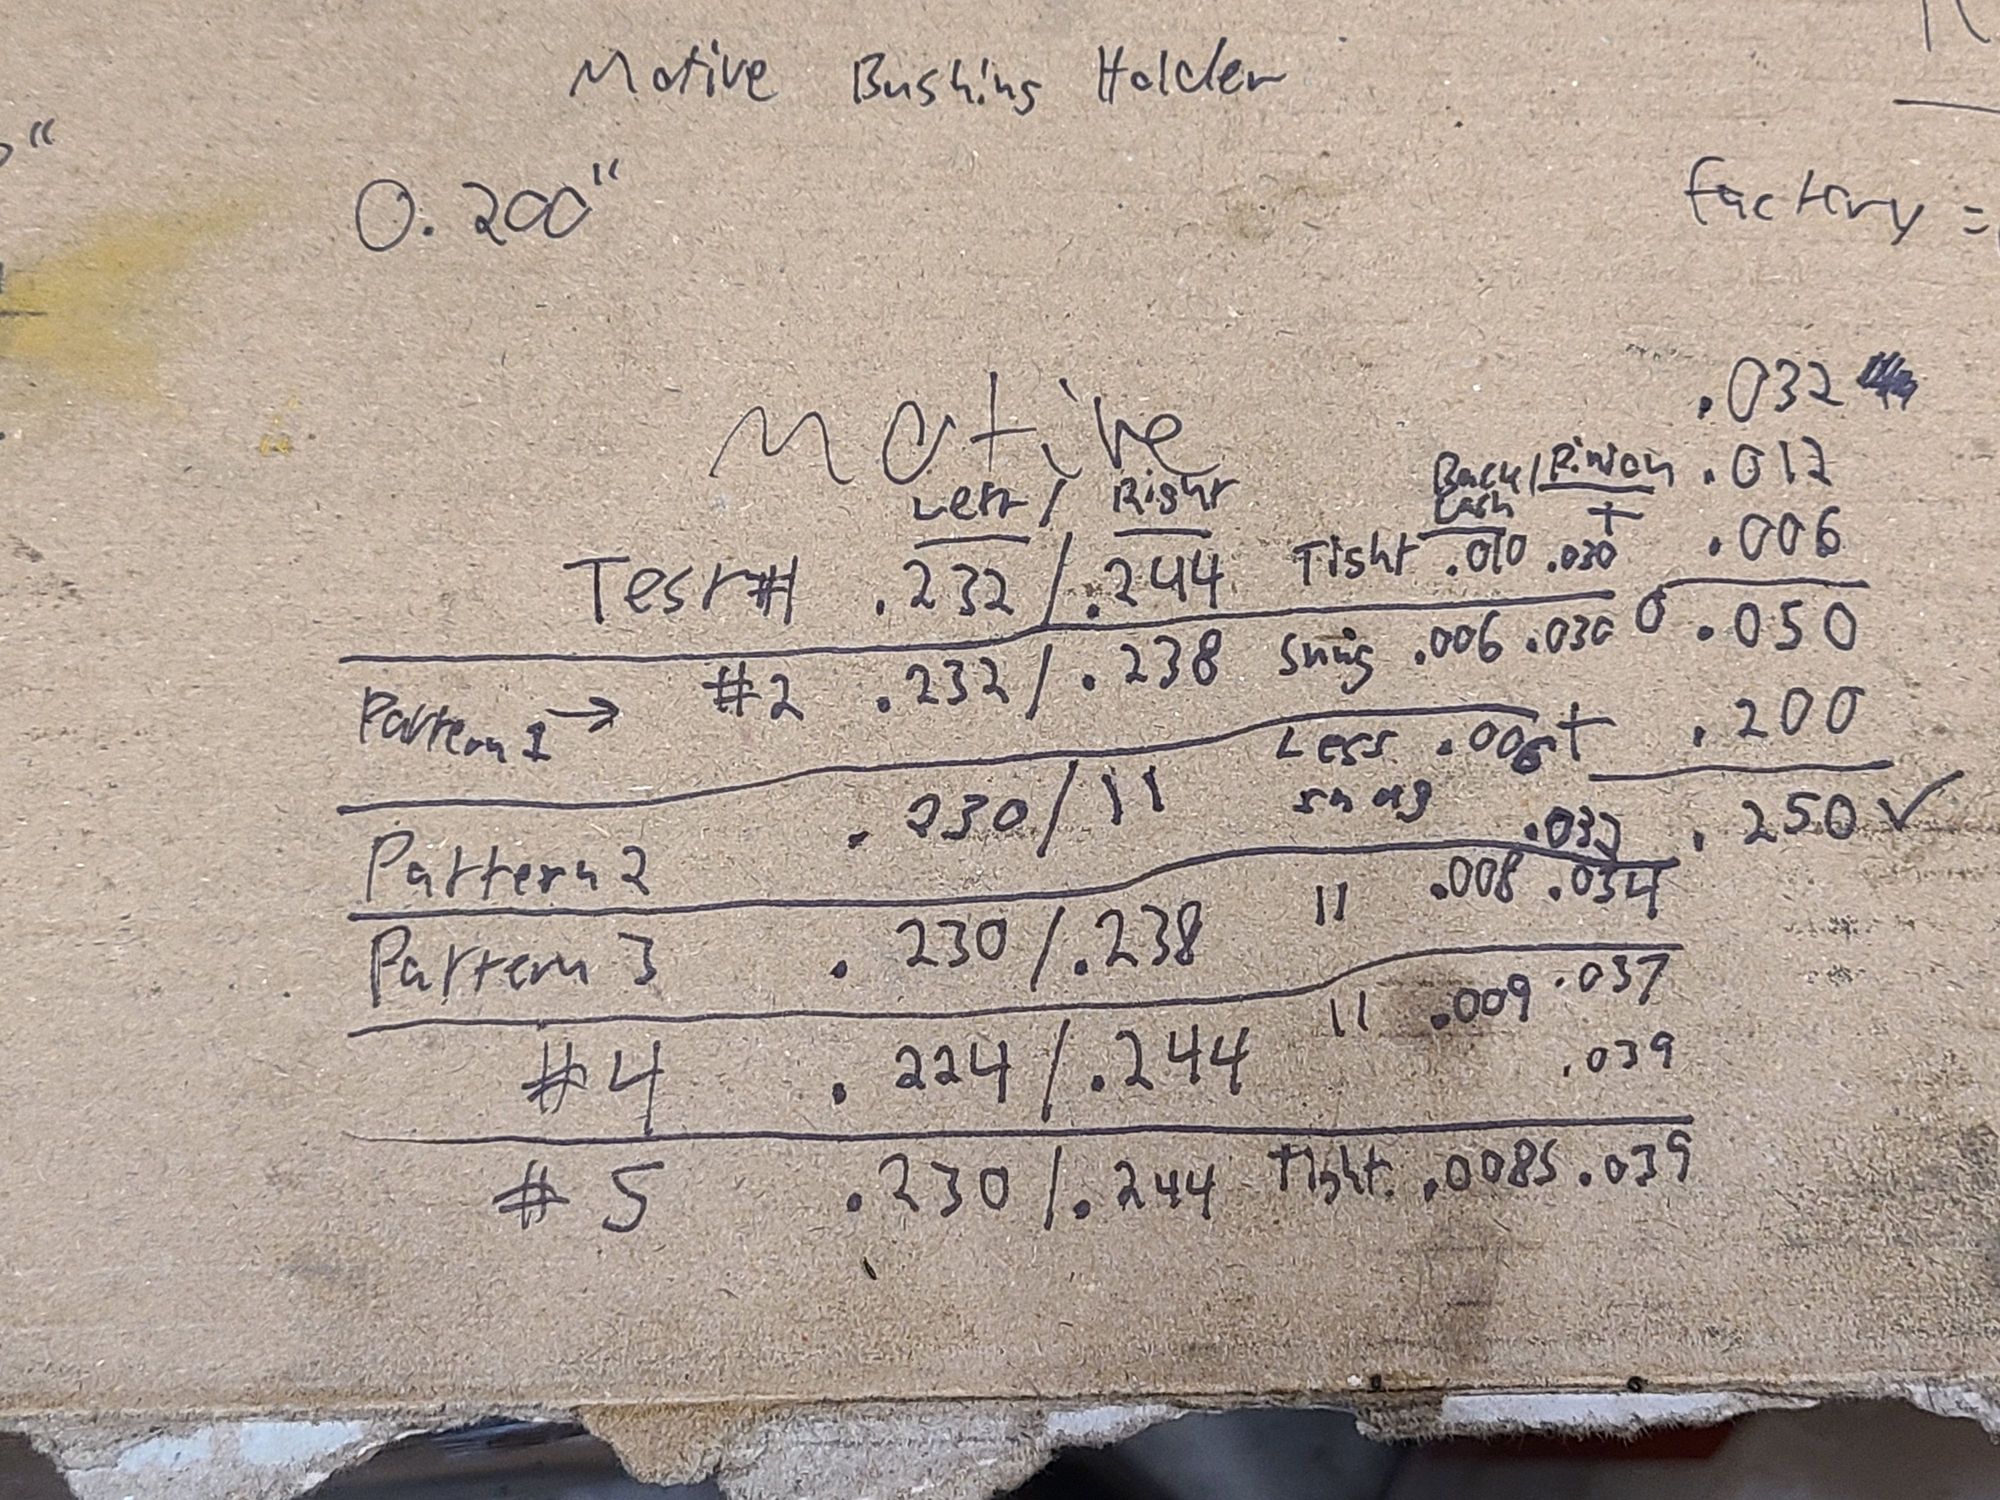 Motive Bushing Holder
0.200"
Factory =
Motive
.032
Left / Right
Back Lash / Pinion
.012
+
.006
Test #1 .232 / .244 Tight .010 .030
0.050
Pattern 1 → #2 .232 / .238 Snug .006 .030
+ .200
Pattern 2 .230 / 11 Less snug .006 .032
.250 ✓
Pattern 3 .230 / .238 11 .008 .034
#4 .224 / .244 11 .009 .037
.039
#5 .230 / .244 Tight .0085 .039